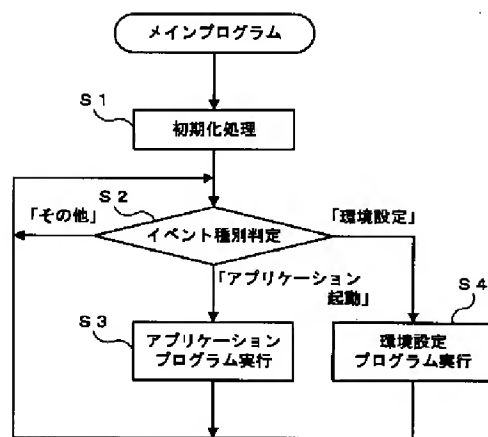 メインプログラム
S1
初期化処理
S2
「その他」
「環境設定」
イベント種別判定
「アプリケーション
起動」
S4
S3
アプリケーション
プログラム実行
環境設定
プログラム実行